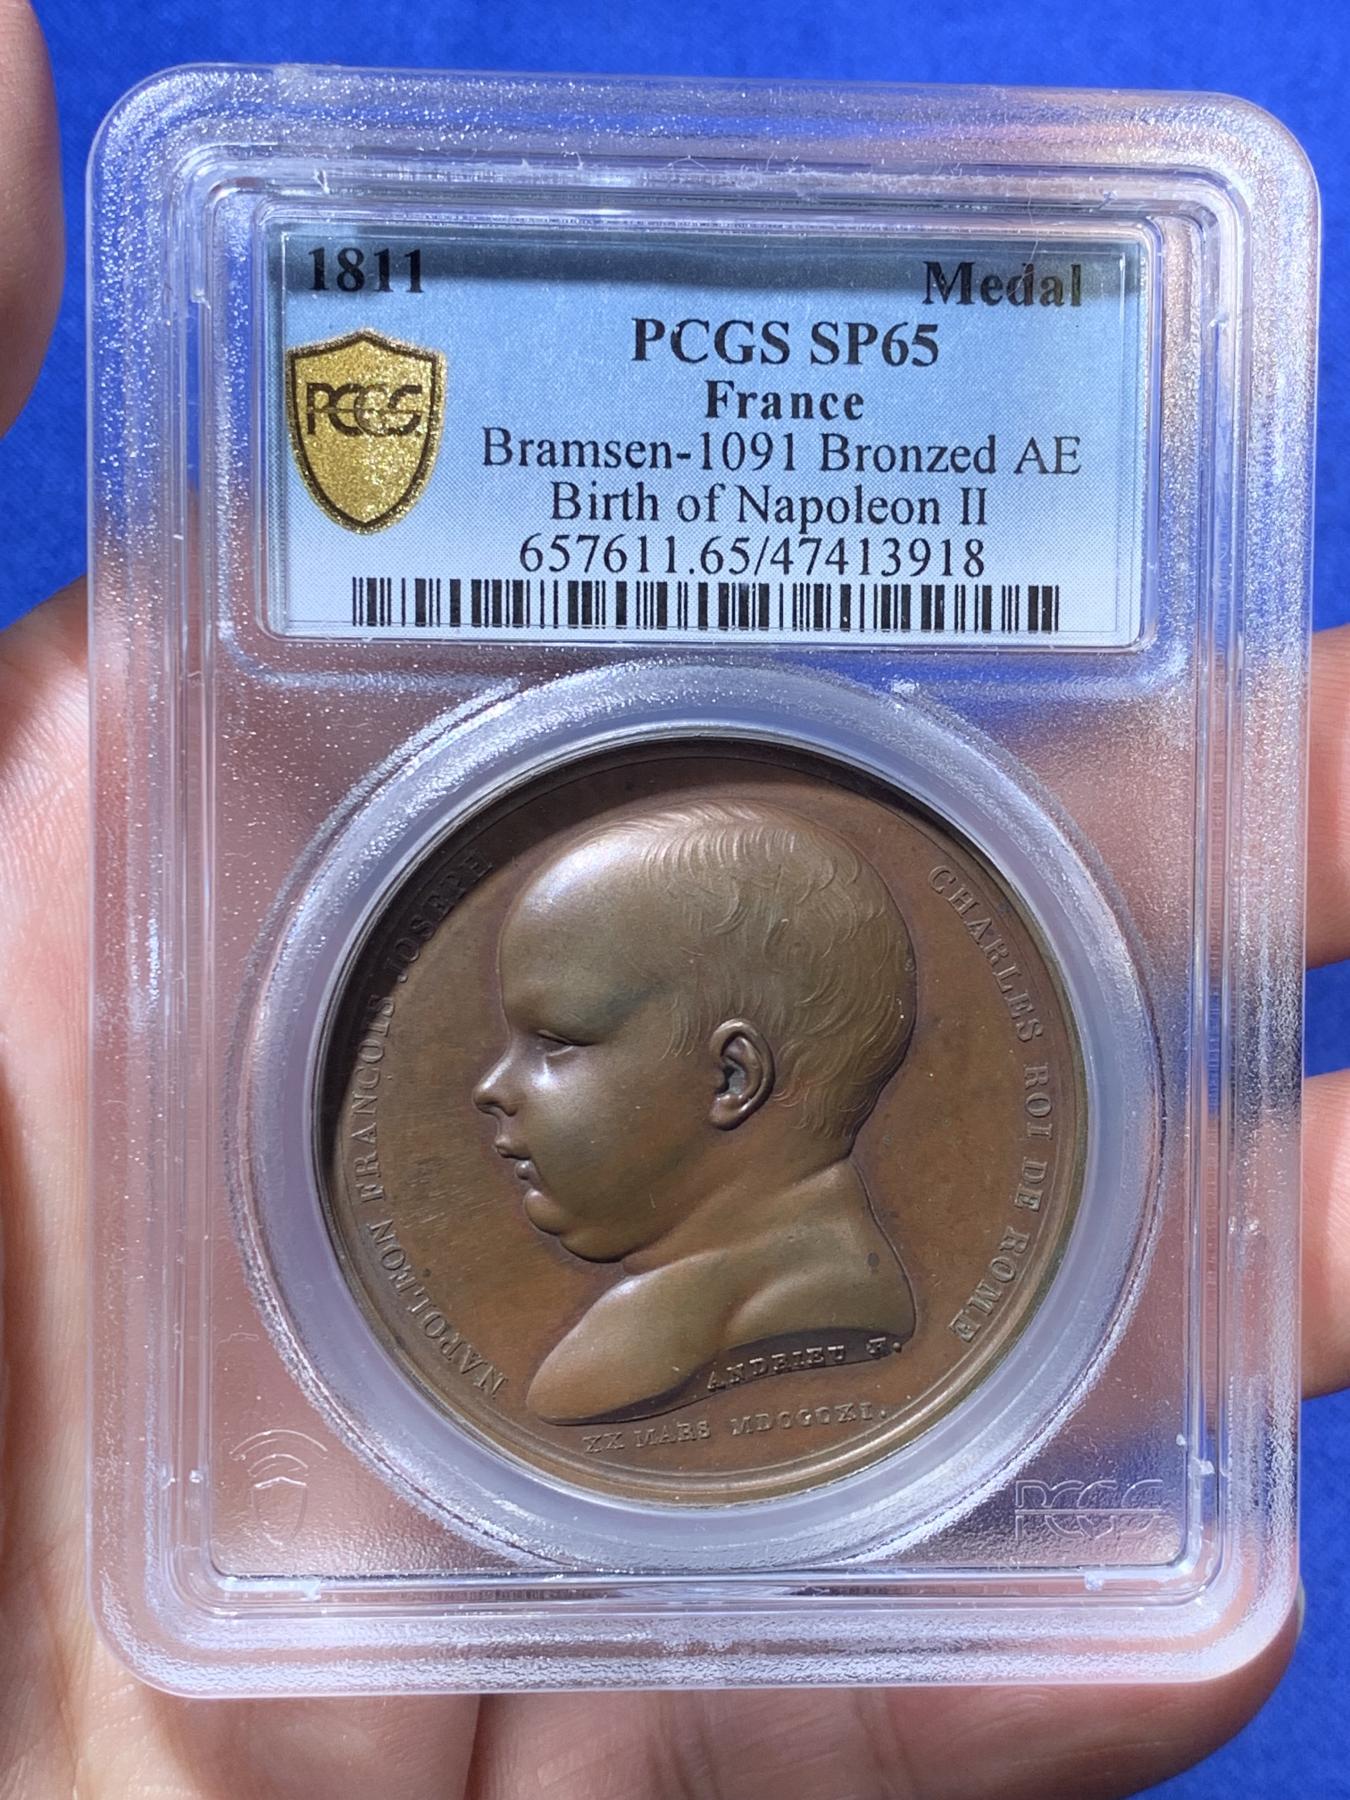 1811 Medal
PCGS SP65
PCGS
France
Bramsen-1091 Bronzed AE
Birth of Napoleon II
657611.65/47413918
NAPOLEON FRANCOIS JOSEPH
CHARLES ROI DE ROME
ANDRIEU F.
XX MARS MDCCCXI.
PCGS